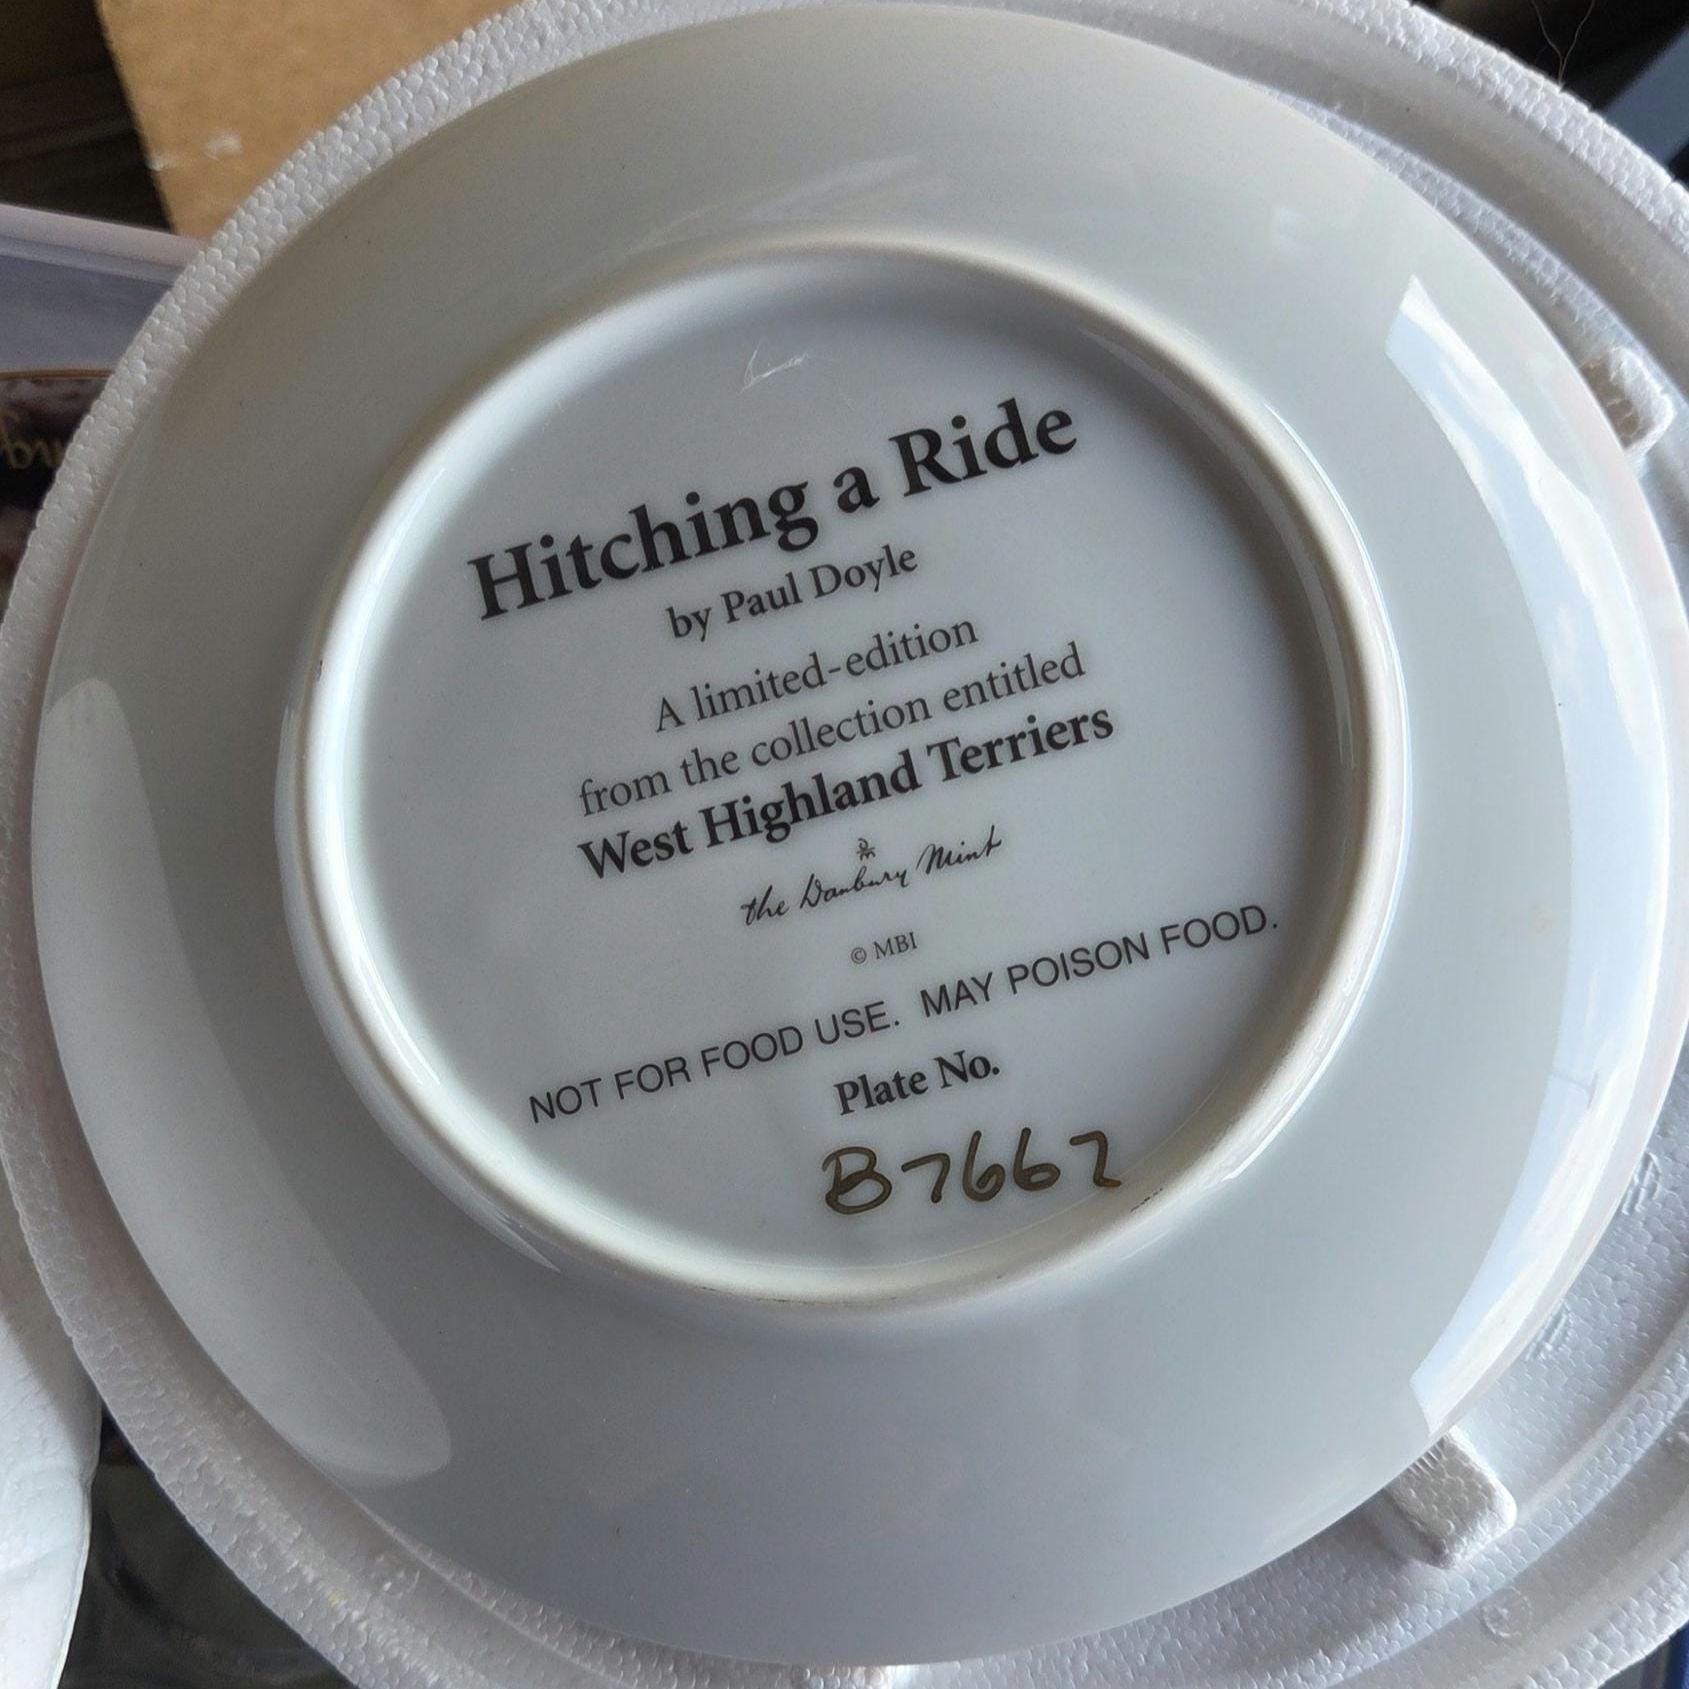 Hitching a Ride
by Paul Doyle
A limited-edition
from the collection entitled
West Highland Terriers
the Danbury Mint
© MBI
NOT FOR FOOD USE. MAY POISON FOOD.
Plate No.
B7662